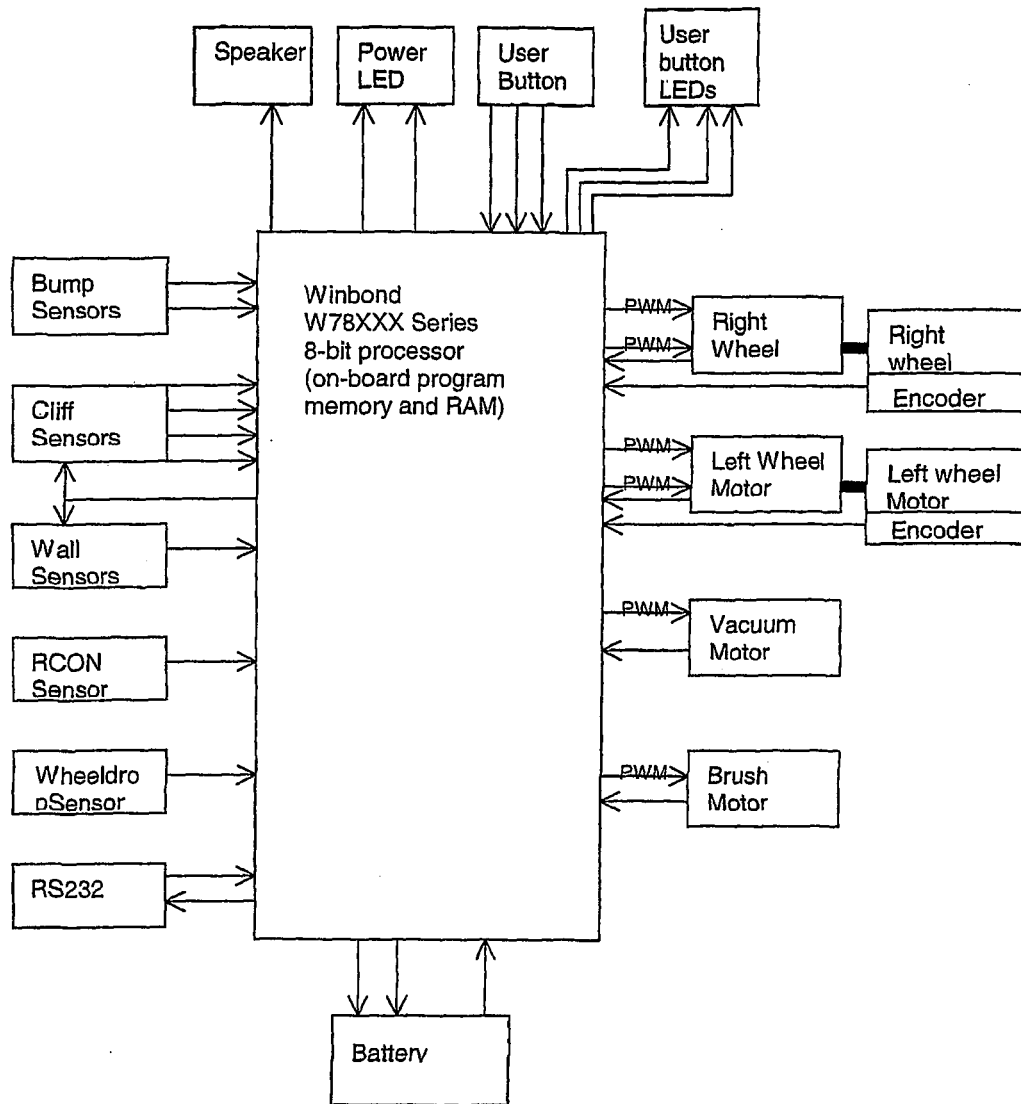 Speaker
Power
LED
User
Button
User
button
LEDs
Bump
Sensors
Winbond
W78XXX Series
8-bit processor
(on-board program
memory and RAM)
PWM
PWM
Right
Wheel
Right
wheel
Encoder
Cliff
Sensors
PWM
PWM
Left Wheel
Motor
Left wheel
Motor
Encoder
Wall
Sensors
PWM
Vacuum
Motor
RCON
Sensor
Wheeldro
pSensor
PWM
Brush
Motor
RS232
Battery